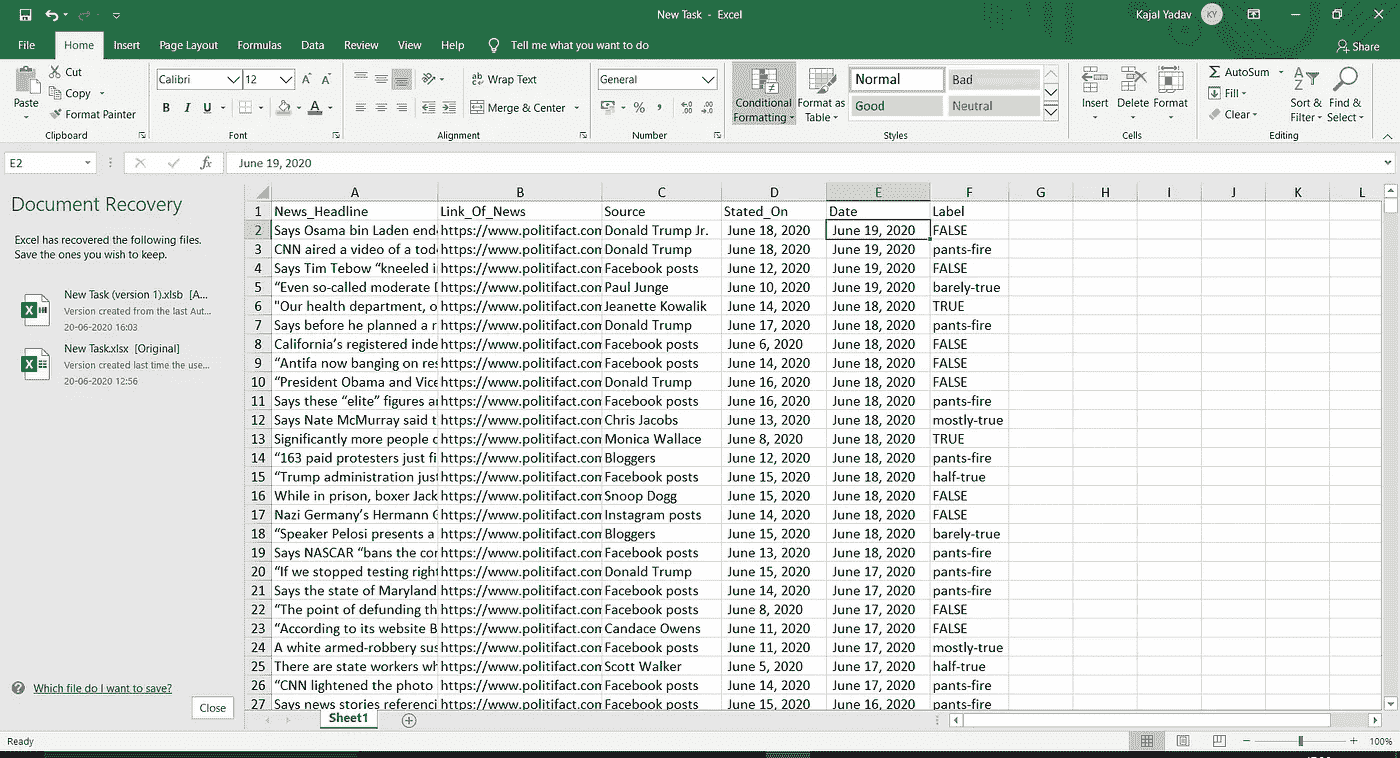 New Task - Excel
Kajal Yadav KY
File Home Insert Page Layout Formulas Data Review View Help Tell me what you want to do Share
Paste Cut Copy Format Painter Clipboard
Calibri 12 A A B I U A Font
Wrap Text Merge & Center Alignment
General % , Number
Conditional Formatting Format as Table Normal Bad Good Neutral Styles
Insert Delete Format Cells
AutoSum Fill Clear Sort & Filter Find & Select Editing
E2 fx June 19, 2020
Document Recovery
Excel has recovered the following files.
Save the ones you wish to keep.
New Task (version 1).xlsb [A...
Version created from the last Aut...
20-06-2020 16:03
New Task.xlsx [Original]
Version created last time the use...
20-06-2020 12:56
Which file do I want to save?
Close
A B C D E F G H I J K L
1 News_Headline Link_Of_News Source Stated_On Date Label
2 Says Osama bin Laden end https://www.politifact.com Donald Trump Jr. June 18, 2020 June 19, 2020 FALSE
3 CNN aired a video of a tod https://www.politifact.com Donald Trump June 18, 2020 June 19, 2020 pants-fire
4 Says Tim Tebow “kneeled i https://www.politifact.com Facebook posts June 12, 2020 June 19, 2020 FALSE
5 “Even so-called moderate https://www.politifact.com Paul Junge June 10, 2020 June 19, 2020 barely-true
6 "Our health department, o https://www.politifact.com Jeanette Kowalik June 14, 2020 June 18, 2020 TRUE
7 Says before he planned a r https://www.politifact.com Donald Trump June 17, 2020 June 18, 2020 pants-fire
8 California’s registered inde https://www.politifact.com Facebook posts June 6, 2020 June 18, 2020 FALSE
9 “Antifa now banging on res https://www.politifact.com Facebook posts June 14, 2020 June 18, 2020 FALSE
10 “President Obama and Vice https://www.politifact.com Donald Trump June 16, 2020 June 18, 2020 FALSE
11 Says these “elite” figures a https://www.politifact.com Facebook posts June 16, 2020 June 18, 2020 pants-fire
12 Says Nate McMurray said t https://www.politifact.com Chris Jacobs June 13, 2020 June 18, 2020 mostly-true
13 Significantly more people https://www.politifact.com Monica Wallace June 8, 2020 June 18, 2020 TRUE
14 “163 paid protesters just fi https://www.politifact.com Bloggers June 12, 2020 June 18, 2020 pants-fire
15 “Trump administration just https://www.politifact.com Facebook posts June 15, 2020 June 18, 2020 half-true
16 While in prison, boxer Jack https://www.politifact.com Snoop Dogg June 15, 2020 June 18, 2020 FALSE
17 Nazi Germany’s Hermann G https://www.politifact.com Instagram posts June 14, 2020 June 18, 2020 FALSE
18 “Speaker Pelosi presents a https://www.politifact.com Bloggers June 15, 2020 June 18, 2020 barely-true
19 Says NASCAR “bans the con https://www.politifact.com Facebook posts June 13, 2020 June 18, 2020 pants-fire
20 “If we stopped testing right https://www.politifact.com Donald Trump June 15, 2020 June 17, 2020 pants-fire
21 Says the state of Maryland https://www.politifact.com Facebook posts June 14, 2020 June 17, 2020 pants-fire
22 “The point of defunding th https://www.politifact.com Facebook posts June 8, 2020 June 17, 2020 FALSE
23 “According to its website B https://www.politifact.com Candace Owens June 11, 2020 June 17, 2020 FALSE
24 A white armed-robbery sus https://www.politifact.com Facebook posts June 11, 2020 June 17, 2020 mostly-true
25 There are state workers wh https://www.politifact.com Scott Walker June 5, 2020 June 17, 2020 half-true
26 “CNN lightened the photo https://www.politifact.com Facebook posts June 14, 2020 June 17, 2020 pants-fire
27 Says news stories referenci https://www.politifact.com Facebook posts June 15, 2020 June 16, 2020 pants-fire
Sheet1
Ready 100%